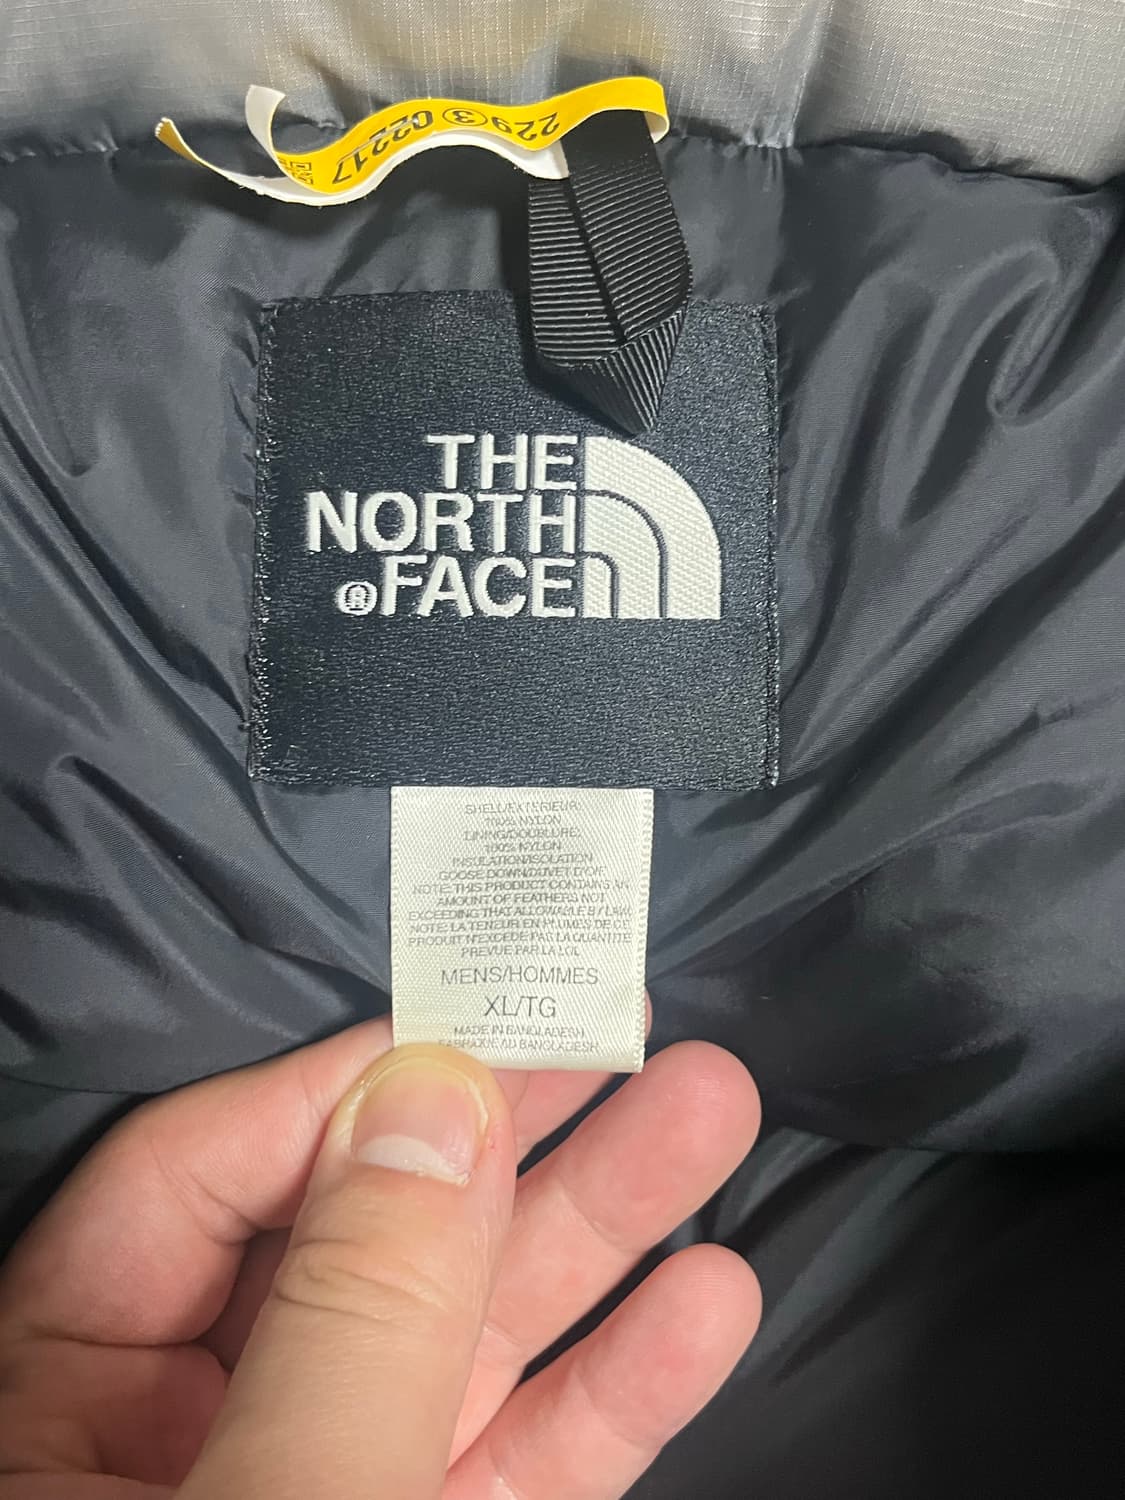 229 ③ 02217
THE
NORTH
®FACE
SHELL/EXTERIEUR:
100% NYLON
LINING/DOUBLURE:
100% NYLON
INSULATION/ISOLATION
GOOSE DOWN/DUVET D'OIE
NOTE: THIS PRODUCT CONTAINS AN
AMOUNT OF FEATHERS NOT
EXCEEDING THAT ALLOWABLE BY LAW.
NOTE: LA TENEUR EN PLUMES DE CE
PRODUIT N'EXCEDE PAS LA QUANTITE
PREVUE PAR LA LOI.
MENS/HOMMES
XL/TG
MADE IN BANGLADESH
FABRIQUE AU BANGLADESH